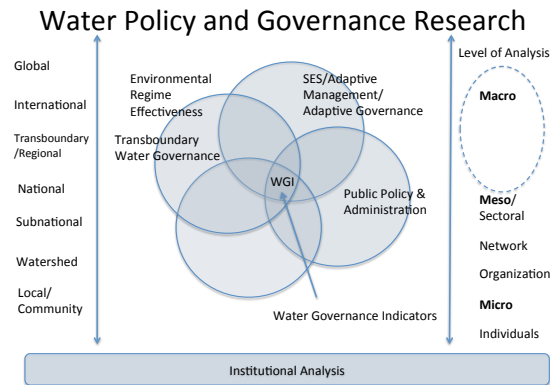 Water Policy and Governance Research
Global
International
Transboundary
/Regional
National
Subnational
Watershed
Local/
Community
Environmental
Regime
Effectiveness
SES/Adaptive
Management/
Adaptive Governance
Transboundary
Water Governance
WGI
Public Policy &
Administration
Water Governance Indicators
Level of Analysis
Macro
Meso/
Sectoral
Network
Organization
Micro
Individuals
Institutional Analysis